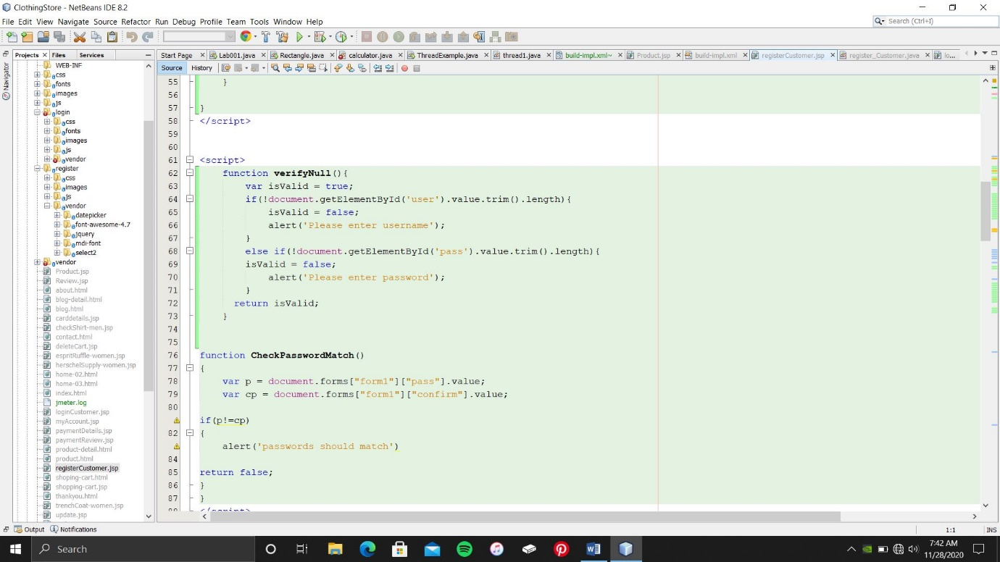 ClothingStore - NetBeans IDE 8.2
File Edit View Navigate Source Refactor Run Debug Profile Team Tools Window Help
Search (Ctrl+I)
Projects Files Services
Start Page Lab001.java Rectangle.java calculator.java ThreadExample.java thread1.java build-impl.xml~ Product.jsp build-impl.xml registerCustomer.jsp register_Customer.java lo...
Source History
Navigator
WEB-INF
css
fonts
images
js
login
css
fonts
images
js
vendor
register
css
images
js
vendor
datepicker
font-awesome-4.7
jquery
mdi-font
select2
vendor
Product.jsp
Review.jsp
about.html
blog-detail.html
blog.html
carddetails.jsp
checkShirt-men.jsp
contact.html
deleteCart.jsp
espritRuffle-women.jsp
herschelSupply-women.jsp
home-02.html
home-03.html
index.html
jmeter.log
loginCustomer.jsp
myAccount.jsp
paymentDetails.jsp
paymentReview.jsp
product-detail.html
product.html
registerCustomer.jsp
shoping-cart.html
shopping-cart.jsp
thankyou.html
trenchCoat-women.jsp
update.jsp
55 }
56
57 }
58 </script>
59
60
61 <script>
62 function verifyNull(){
63 var isValid = true;
64 if(!document.getElementById('user').value.trim().length){
65 isValid = false;
66 alert('Please enter username');
67 }
68 else if(!document.getElementById('pass').value.trim().length){
69 isValid = false;
70 alert('Please enter password');
71 }
72 return isValid;
73 }
74
75
76 function CheckPasswordMatch()
77 {
78 var p = document.forms["form1"]["pass"].value;
79 var cp = document.forms["form1"]["confirm"].value;
80
if(p!=cp)
82 {
alert('passwords should match')
84
85 return false;
86 }
87 }
88 </script>
Output Notifications
1:1 INS
Search
7:42 AM
11/28/2020